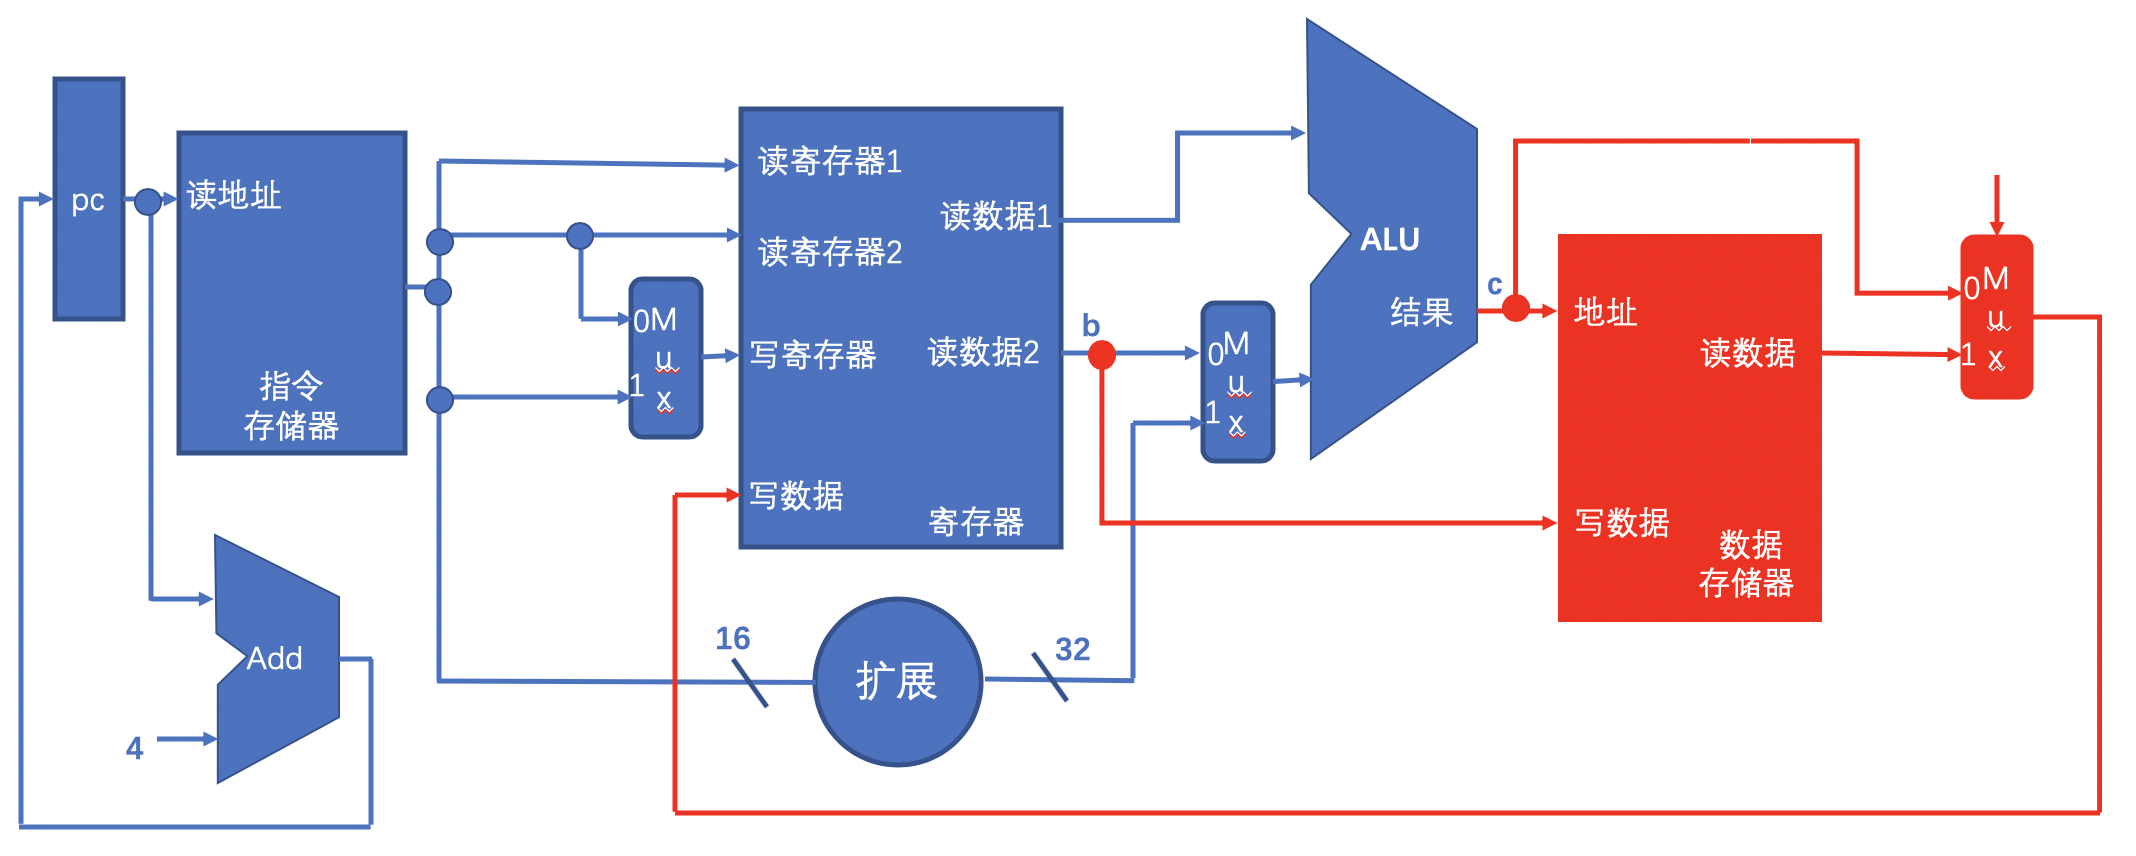 pc
读地址
指令
存储器
Add
4
读寄存器1
读寄存器2
写寄存器
写数据
读数据1
读数据2
寄存器
0
M
u
x
1
16
扩展
32
b
0
M
u
x
1
ALU
结果
c
地址
读数据
写数据
数据
存储器
0
M
u
x
1